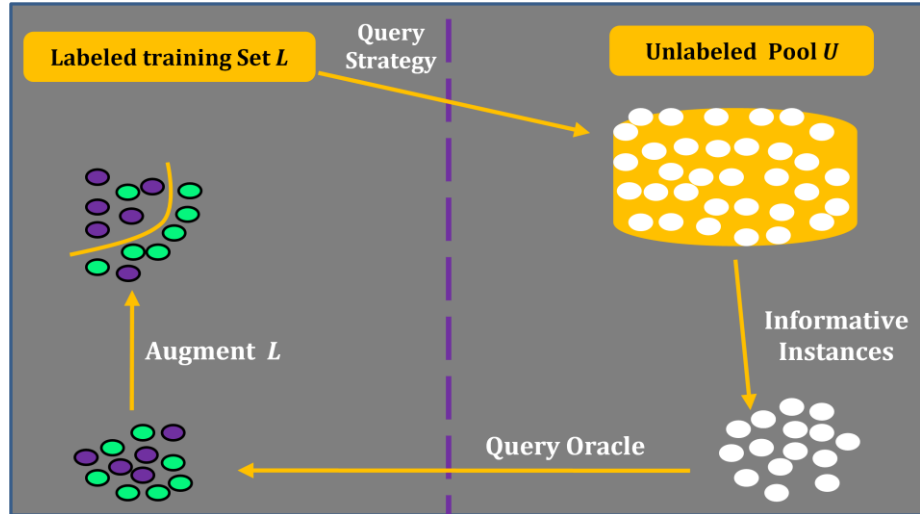 Labeled training Set L
Query
Strategy
Unlabeled Pool U
Informative
Instances
Augment L
Query Oracle